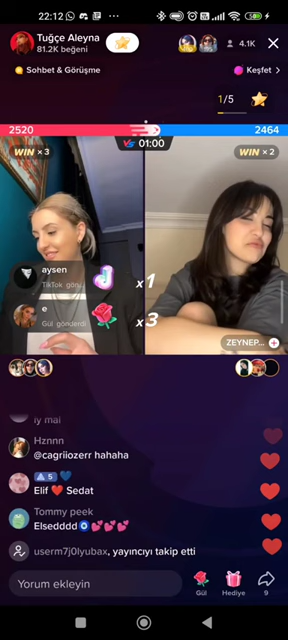 22:12
5G
Tuğçe Aleyna
81.2K beğeni
4.1K
Sohbet & Görüşme
Keşfet >
1/5
2520
2464
WIN × 3
VS 01:00
WIN × 2
aysen
TikTok gön
x1
e
Gül gönderdi
x3
ZEYNEP...
Hznnn
@cagriiozerr hahaha
5
Elif ❤️ Sedat
Tommy peek
Elsedddd🧿💕💕💕
userm7j0lyubax, yayıncıyı takip etti
Yorum ekleyin
Gül
Hediye
9